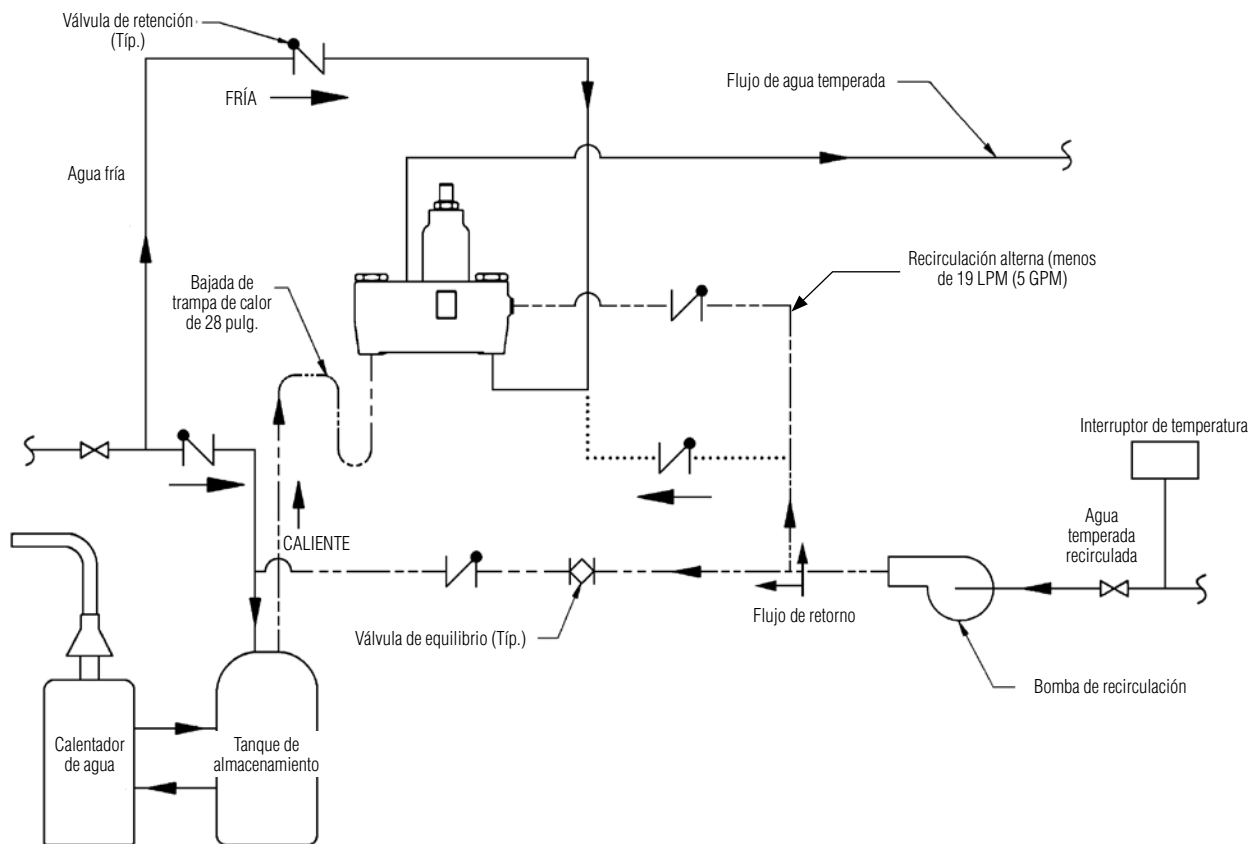 Válvula de retención
(Típ.)
FRÍA
Flujo de agua temperada
Agua fría
Bajada de
trampa de calor
de 28 pulg.
Recirculación alterna (menos
de 19 LPM (5 GPM)
Interruptor de temperatura
CALIENTE
Agua
temperada
recirculada
Flujo de retorno
Válvula de equilibrio (Típ.)
Bomba de recirculación
Calentador
de agua
Tanque de
almacenamiento